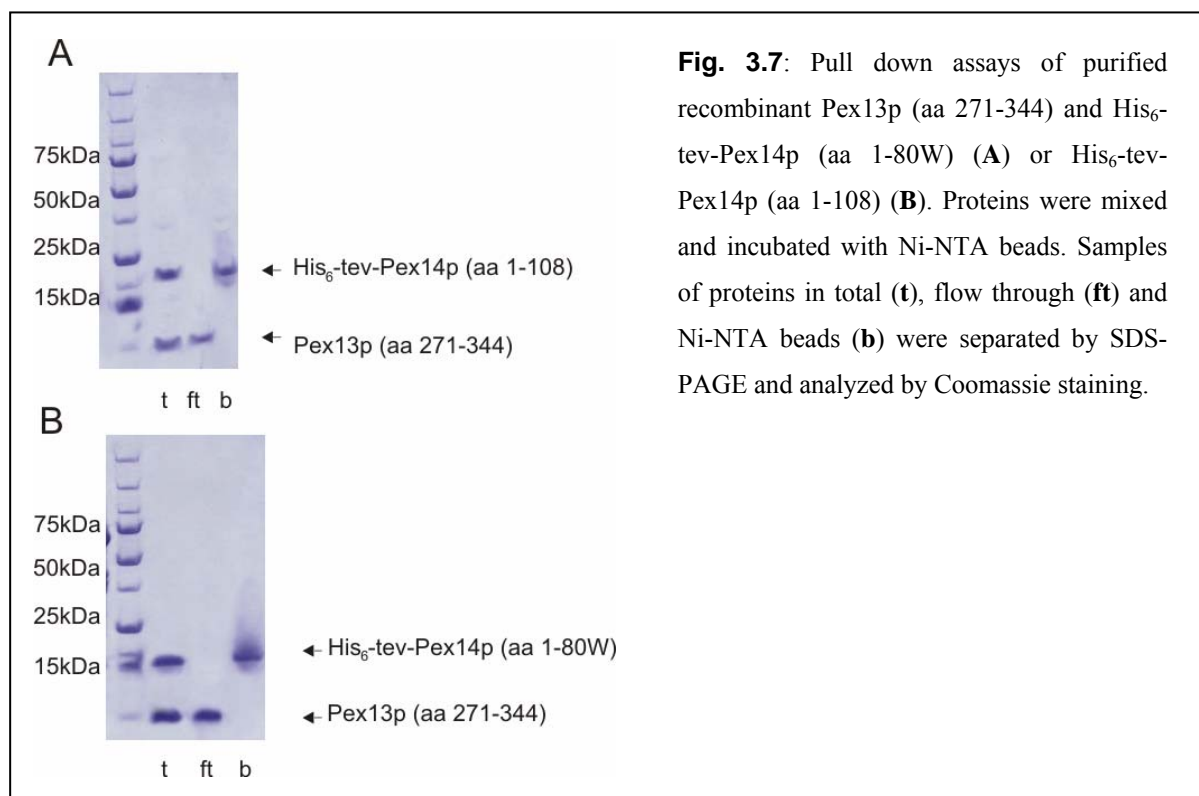 A
75kDa
50kDa
25kDa
15kDa
His₆-tev-Pex14p (aa 1-108)
Pex13p (aa 271-344)
t ft b
B
75kDa
50kDa
25kDa
15kDa
His₆-tev-Pex14p (aa 1-80W)
Pex13p (aa 271-344)
t ft b
Fig. 3.7: Pull down assays of purified
recombinant Pex13p (aa 271-344) and His₆-
tev-Pex14p (aa 1-80W) (A) or His₆-tev-
Pex14p (aa 1-108) (B). Proteins were mixed
and incubated with Ni-NTA beads. Samples
of proteins in total (t), flow through (ft) and
Ni-NTA beads (b) were separated by SDS-
PAGE and analyzed by Coomassie staining.